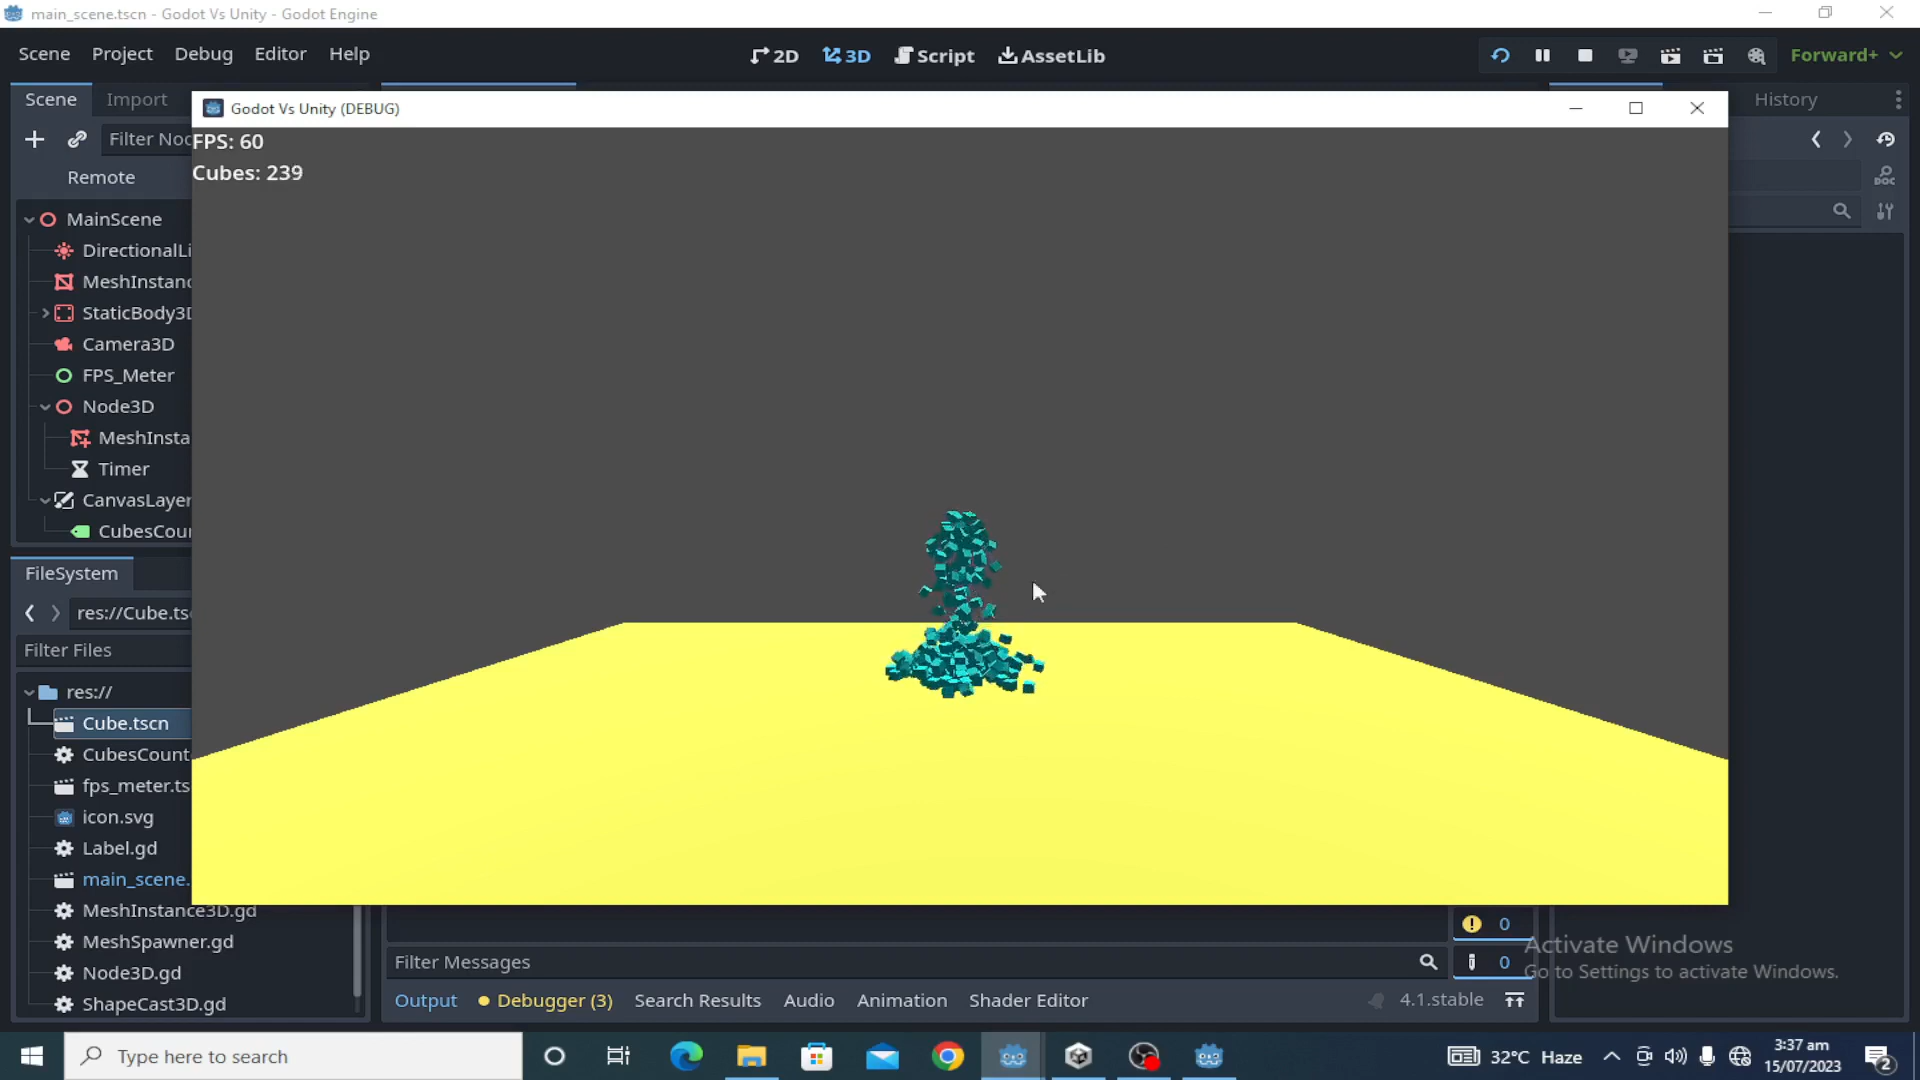 main_scene.tscn - Godot Vs Unity - Godot Engine
Scene Project Debug Editor Help
2D 3D Script AssetLib
Forward+
Scene Import
History
Godot Vs Unity (DEBUG)
Filter Noc
FPS: 60
Cubes: 239
Remote
DOC
MainScene
DirectionalLi
MeshInstanc
StaticBody3D
Camera3D
FPS_Meter
Node3D
MeshInsta
Timer
CanvasLayer
CubesCour
FileSystem
res://Cube.tsc
Filter Files
res://
Cube.tscn
CubesCount
fps_meter.ts
icon.svg
Label.gd
main_scene.
MeshInstance3D.gd
MeshSpawner.gd
Node3D.gd
ShapeCast3D.gd
0
Filter Messages
0
Output Debugger (3) Search Results Audio Animation Shader Editor
4.1.stable
Activate Windows
Go to Settings to activate Windows.
Type here to search
32°C Haze
3:37 am
15/07/2023
2